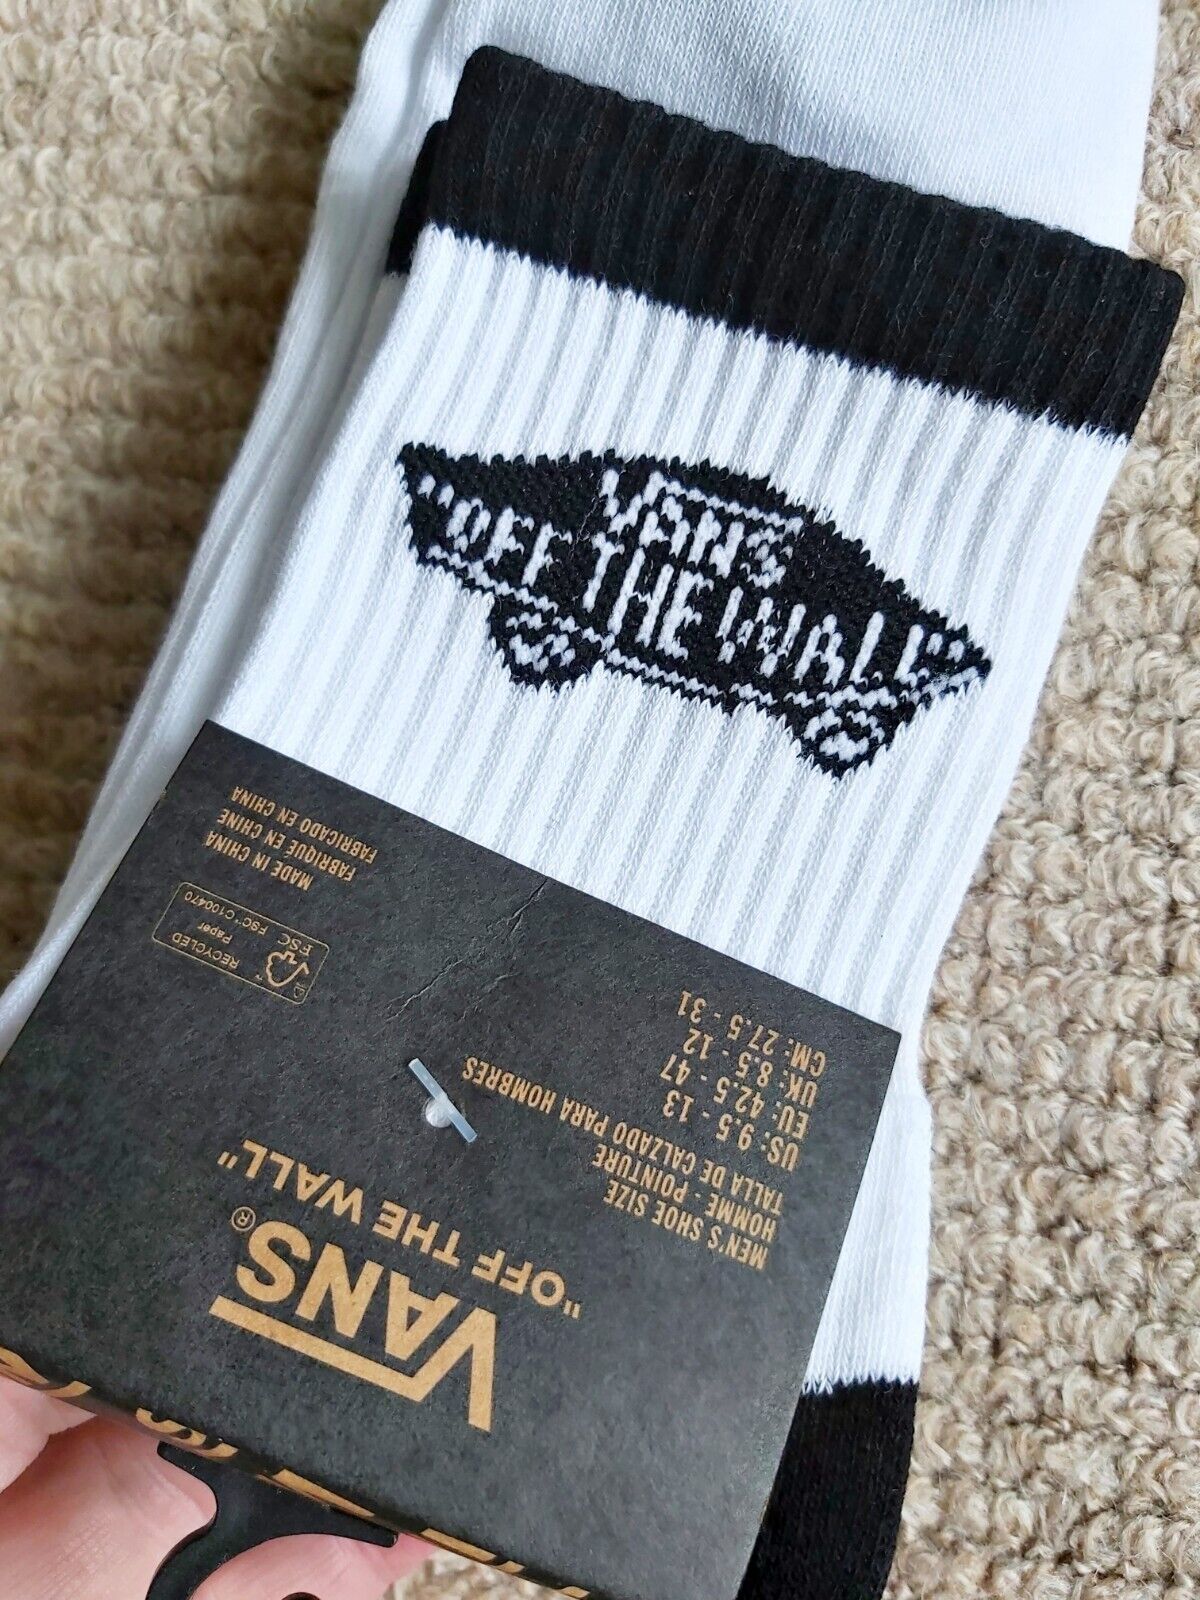 VANS
"OFF THE WALL"
VANS®
"OFF THE WALL"
MEN'S SHOE SIZE
HOMME - POINTURE
TALLA DE CALZADO PARA HOMBRES
US: 9.5 - 13
EU: 42.5 - 47
UK: 8.5 - 12
CM: 27.5 - 31
FSC
RECYCLED
Paper
FSC® C100470
MADE IN CHINA
FABRIQUÉ EN CHINE
FABRICADO EN CHINA